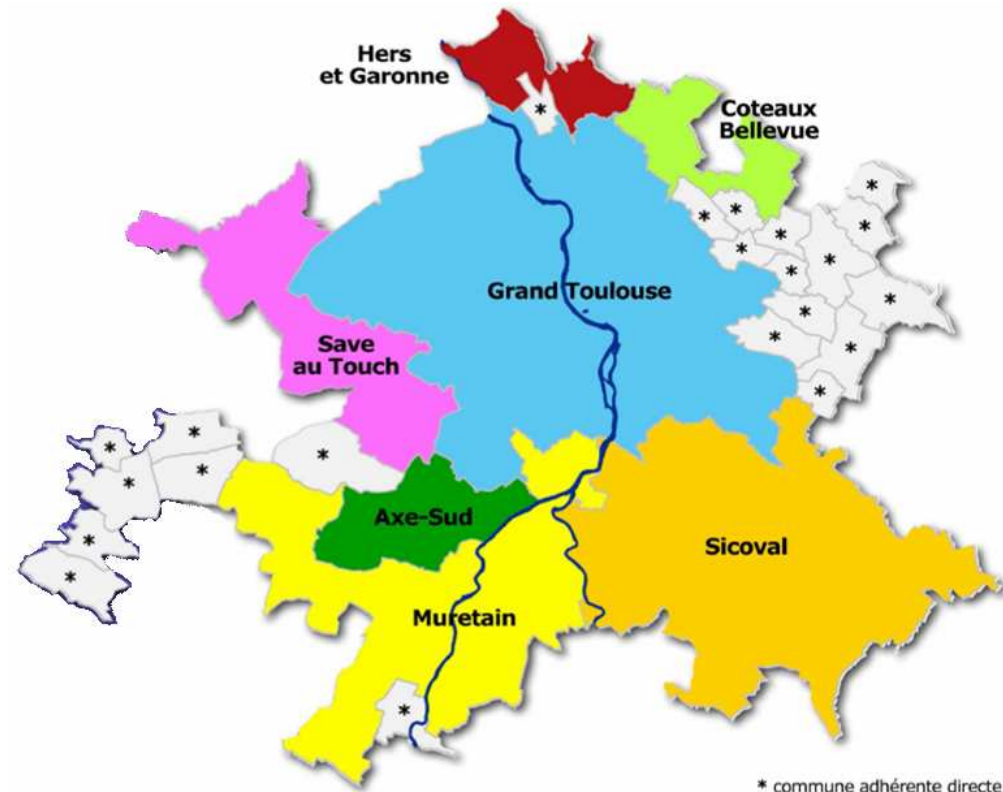 Hers
et Garonne
*
Coteaux
Bellevue
*
*
*
*
*
*
*
*
Grand Toulouse
*
*
Save
au Touch
*
*
*
*
*
*
*
*
*
Axe-Sud
*
Sicoval
*
Muretain
*
* commune adhérente directe